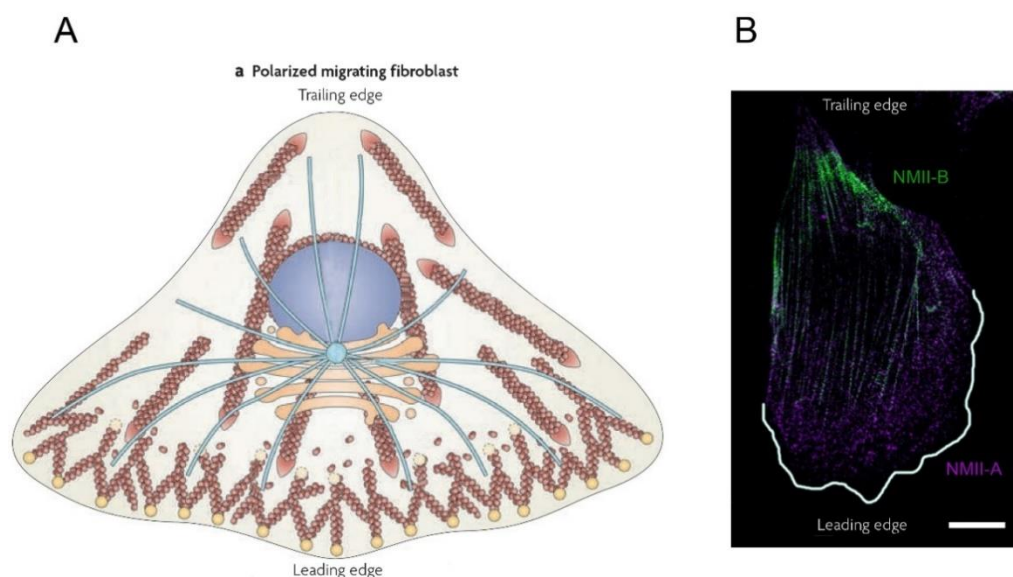 A
a Polarized migrating fibroblast
Trailing edge
Leading edge
B
Trailing edge
NMII-B
NMII-A
Leading edge